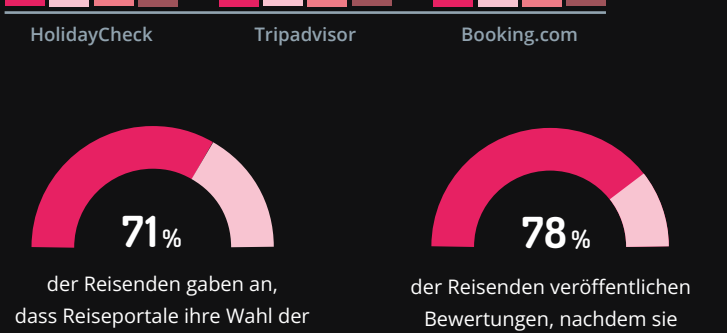 HolidayCheck Tripadvisor Booking.com
71% 78%
der Reisenden gaben an,
dass Reiseportale ihre Wahl der
der Reisenden veröffentlichen
Bewertungen, nachdem sie